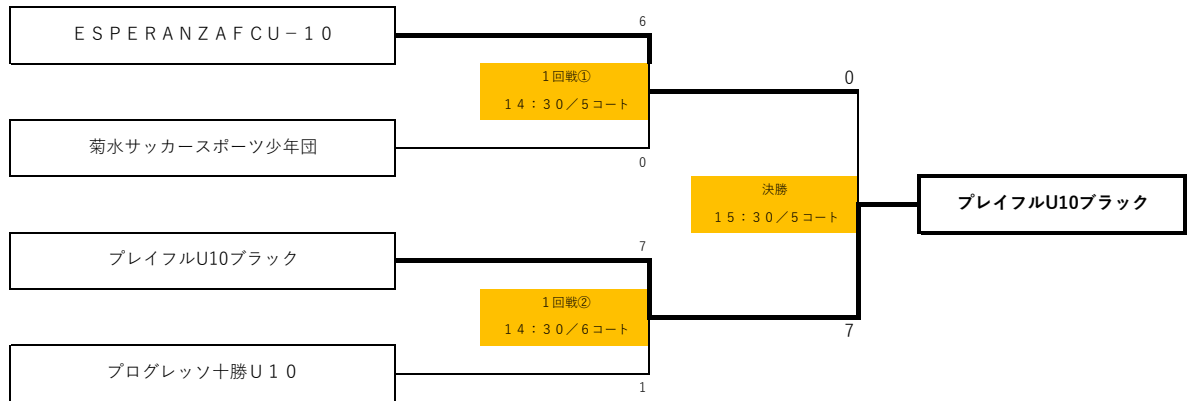 ＥＳＰＥＲＡＮＺＡＦＣＵ－１０
6
１回戦①
１４：３０／５コート
菊水サッカースポーツ少年団
0
0
決勝
１５：３０／５コート
プレイフルU10ブラック
プレイフルU10ブラック
7
１回戦②
１４：３０／６コート
7
プログレッソ十勝Ｕ１０
1